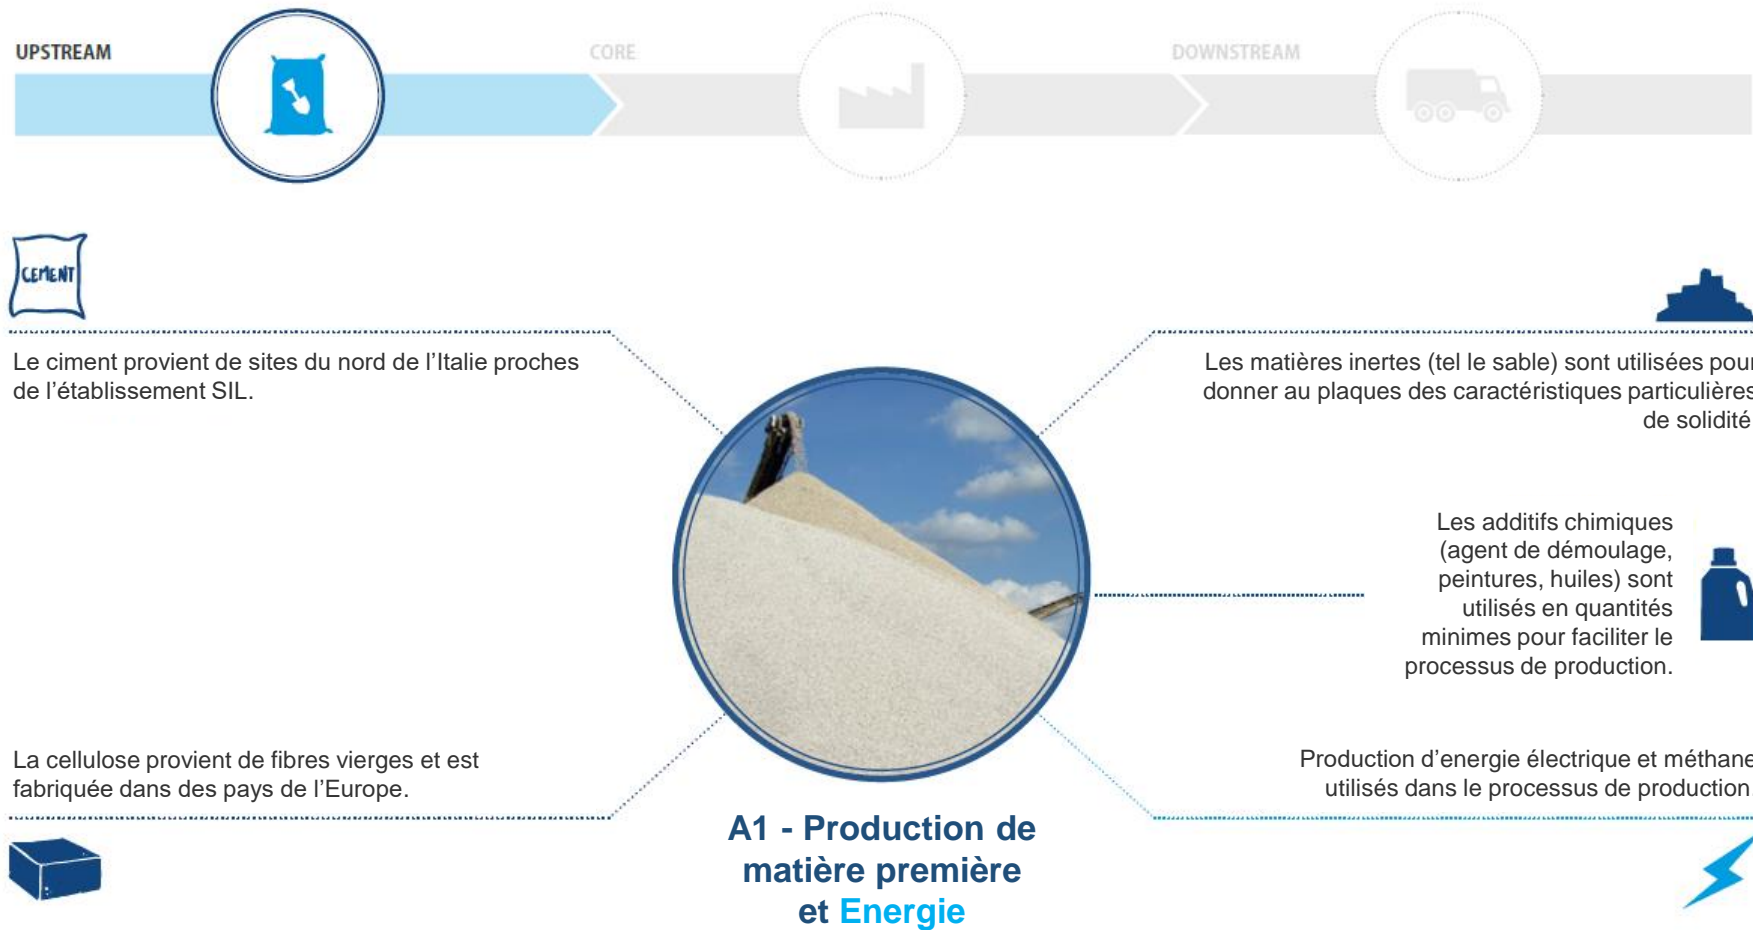 UPSTREAM
CORE
DOWNSTREAM
CEMENT
Le ciment provient de sites du nord de l’Italie proches
de l’établissement SIL.
Les matières inertes (tel le sable) sont utilisées pour
donner au plaques des caractéristiques particulières
de solidité
Les additifs chimiques
(agent de démoulage,
peintures, huiles) sont
utilisés en quantités
minimes pour faciliter le
processus de production.
La cellulose provient de fibres vierges et est
fabriquée dans des pays de l’Europe.
Production d’energie électrique et méthane
utilisés dans le processus de production.
A1 - Production de
matière première
et Energie